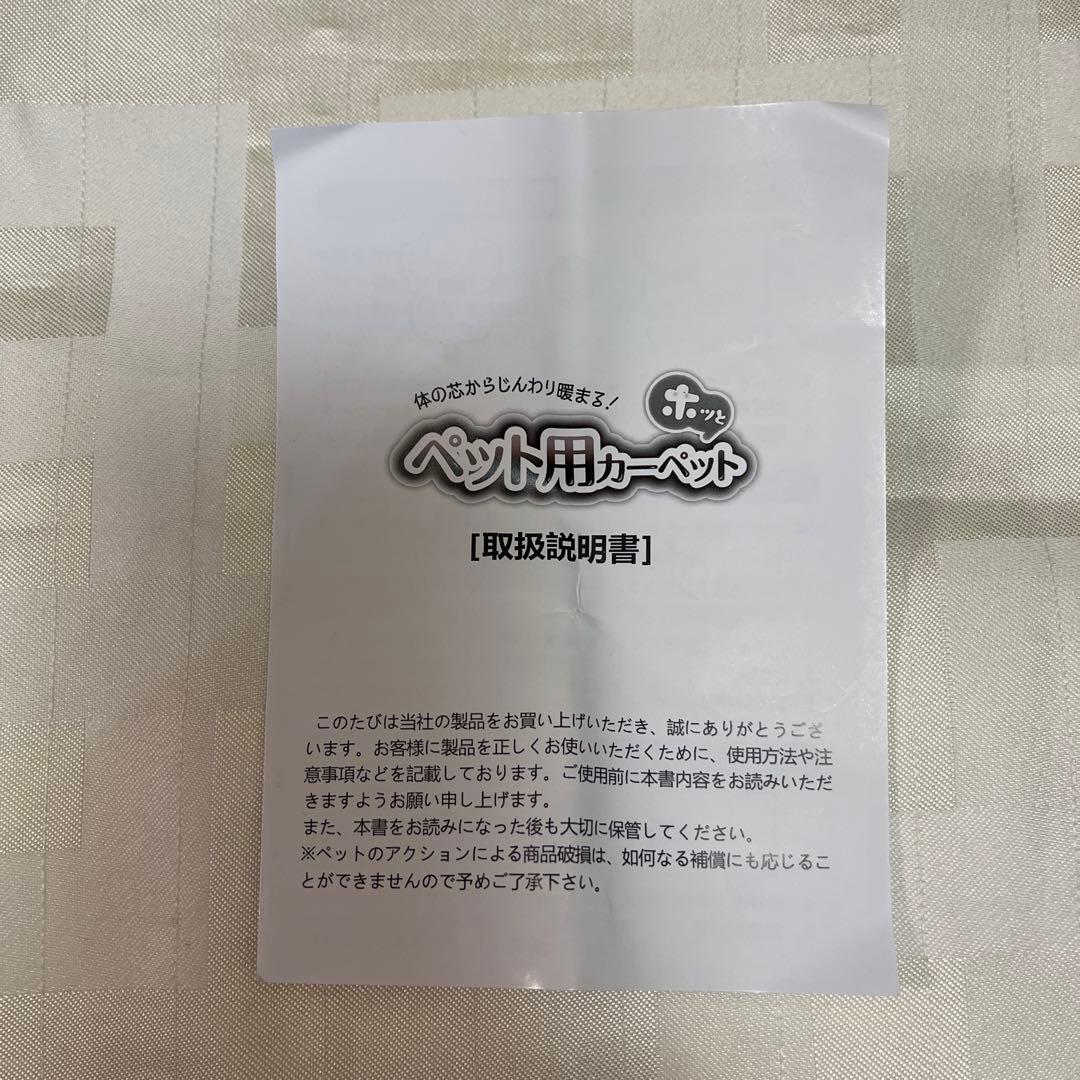 体の芯からじんわり暖まる!
ホッと
ペット用カーペット
[取扱説明書]
このたびは当社の製品をお買い上げいただき、誠にありがとうござ
います。お客様に製品を正しくお使いいただくために、使用方法や注
意事項などを記載しております。ご使用前に本書内容をお読みいただ
きますようお願い申し上げます。
また、本書をお読みになった後も大切に保管してください。
※ペットのアクションによる商品破損は、如何なる補償にも応じるこ
とができませんので予めご了承下さい。